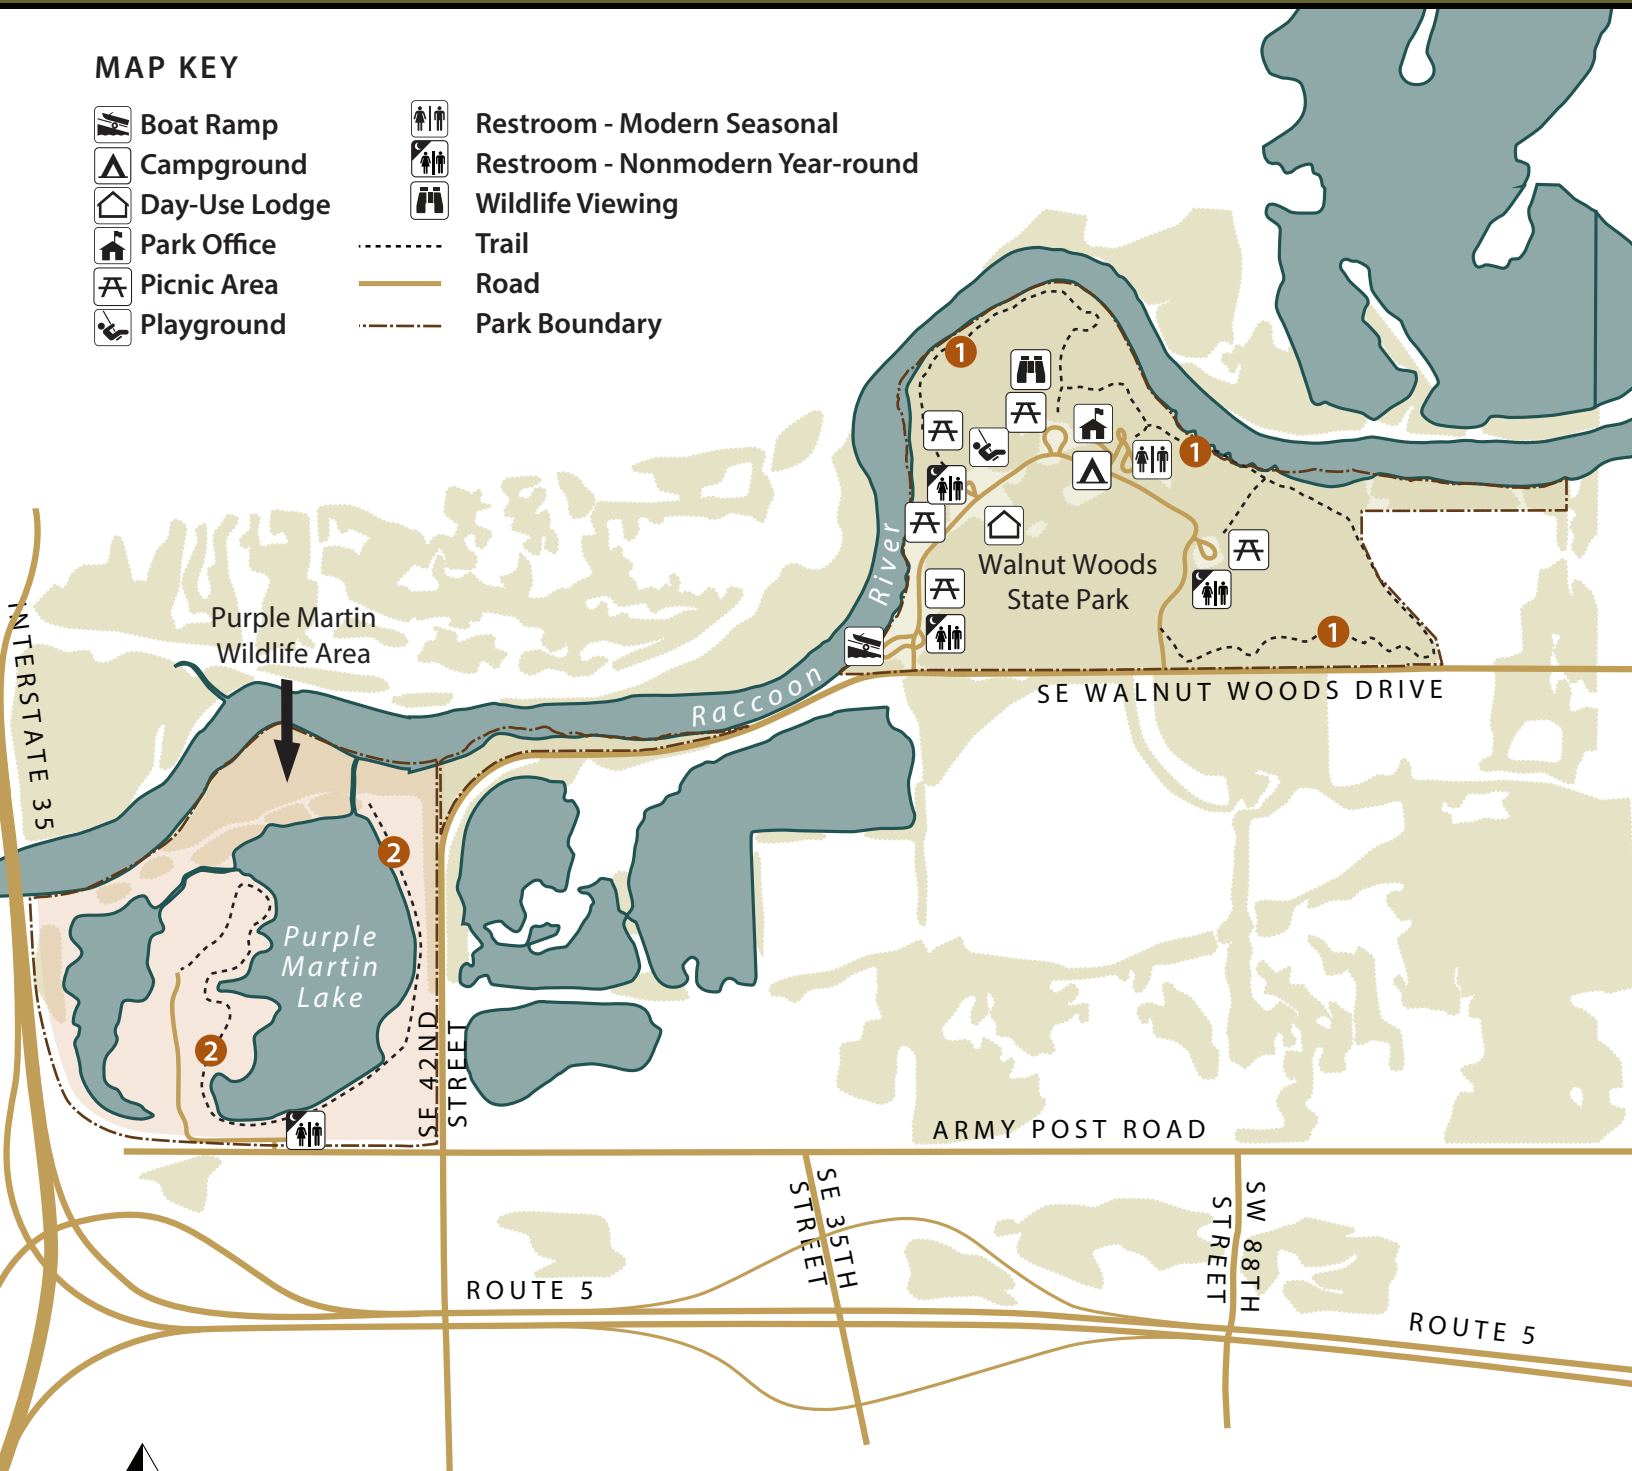 MAP KEY
Boat Ramp
Campground
Day-Use Lodge
Park Office
Picnic Area
Playground
Restroom - Modern Seasonal
Restroom - Nonmodern Year-round
Wildlife Viewing
Trail
Road
Park Boundary
1
1
River
Walnut Woods
State Park
1
Purple Martin
Wildlife Area
INTERSTATE 35
Raccoon
SE WALNUT WOODS DRIVE
2
Purple
Martin
Lake
2
SE 42ND
STREET
ARMY POST ROAD
SE 35TH
STREET
SW 88TH
STREET
ROUTE 5
ROUTE 5